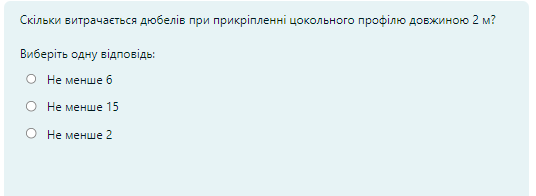 Скільки витрачається дюбелів при прикріпленні цокольного профілю довжиною 2 м?
Виберіть одну відповідь:
Не менше 6
Не менше 15
Не менше 2